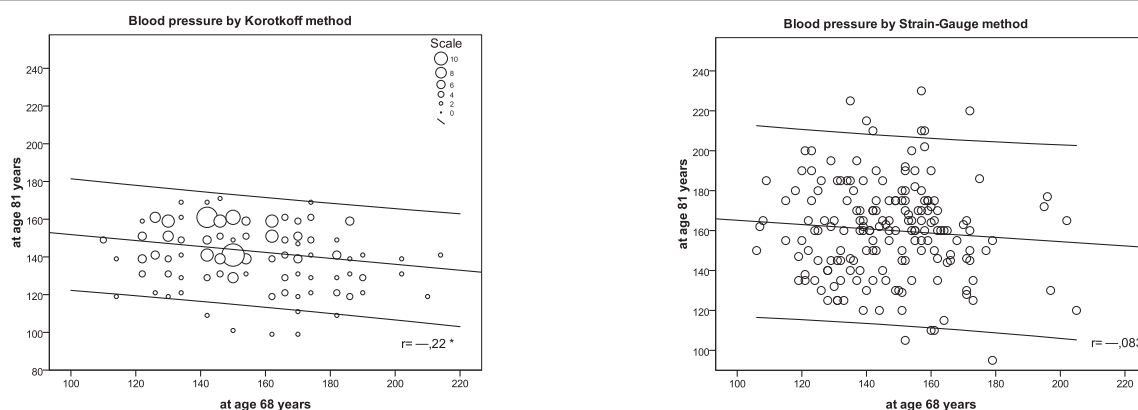 Blood pressure by Korotkoff method
Scale
10
8
6
4
2
0
240
220
200
180
160
140
120
100
80
at age 81 years
r= —,22 *
100 120 140 160 180 200 220
at age 68 years
Blood pressure by Strain-Gauge method
240
220
200
180
160
140
120
100
at age 81 years
r= —,083
100 120 140 160 180 200 220
at age 68 years